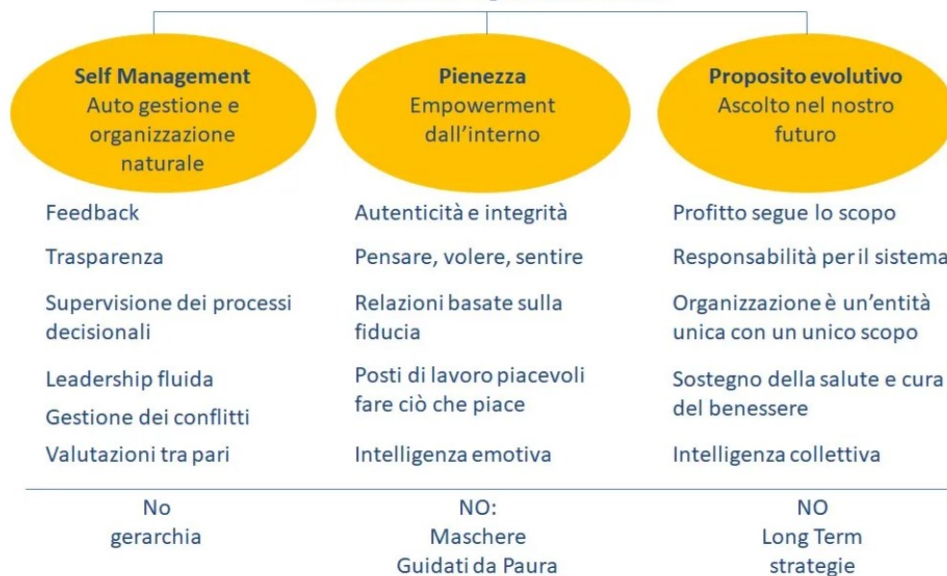 Self Management
Auto gestione e
organizzazione
naturale
Pienezza
Empowerment
dall'interno
Proposito evolutivo
Ascolto nel nostro
futuro
Feedback
Trasparenza
Supervisione dei processi
decisionali
Leadership fluida
Gestione dei conflitti
Valutazioni tra pari
Autenticità e integrità
Pensare, volere, sentire
Relazioni basate sulla
fiducia
Posti di lavoro piacevoli
fare ciò che piace
Intelligenza emotiva
Profitto segue lo scopo
Responsabilità per il sistema
Organizzazione è un'entità
unica con un unico scopo
Sostegno della salute e cura
del benessere
Intelligenza collettiva
No
gerarchia
NO:
Maschere
Guidati da Paura
NO
Long Term
strategie